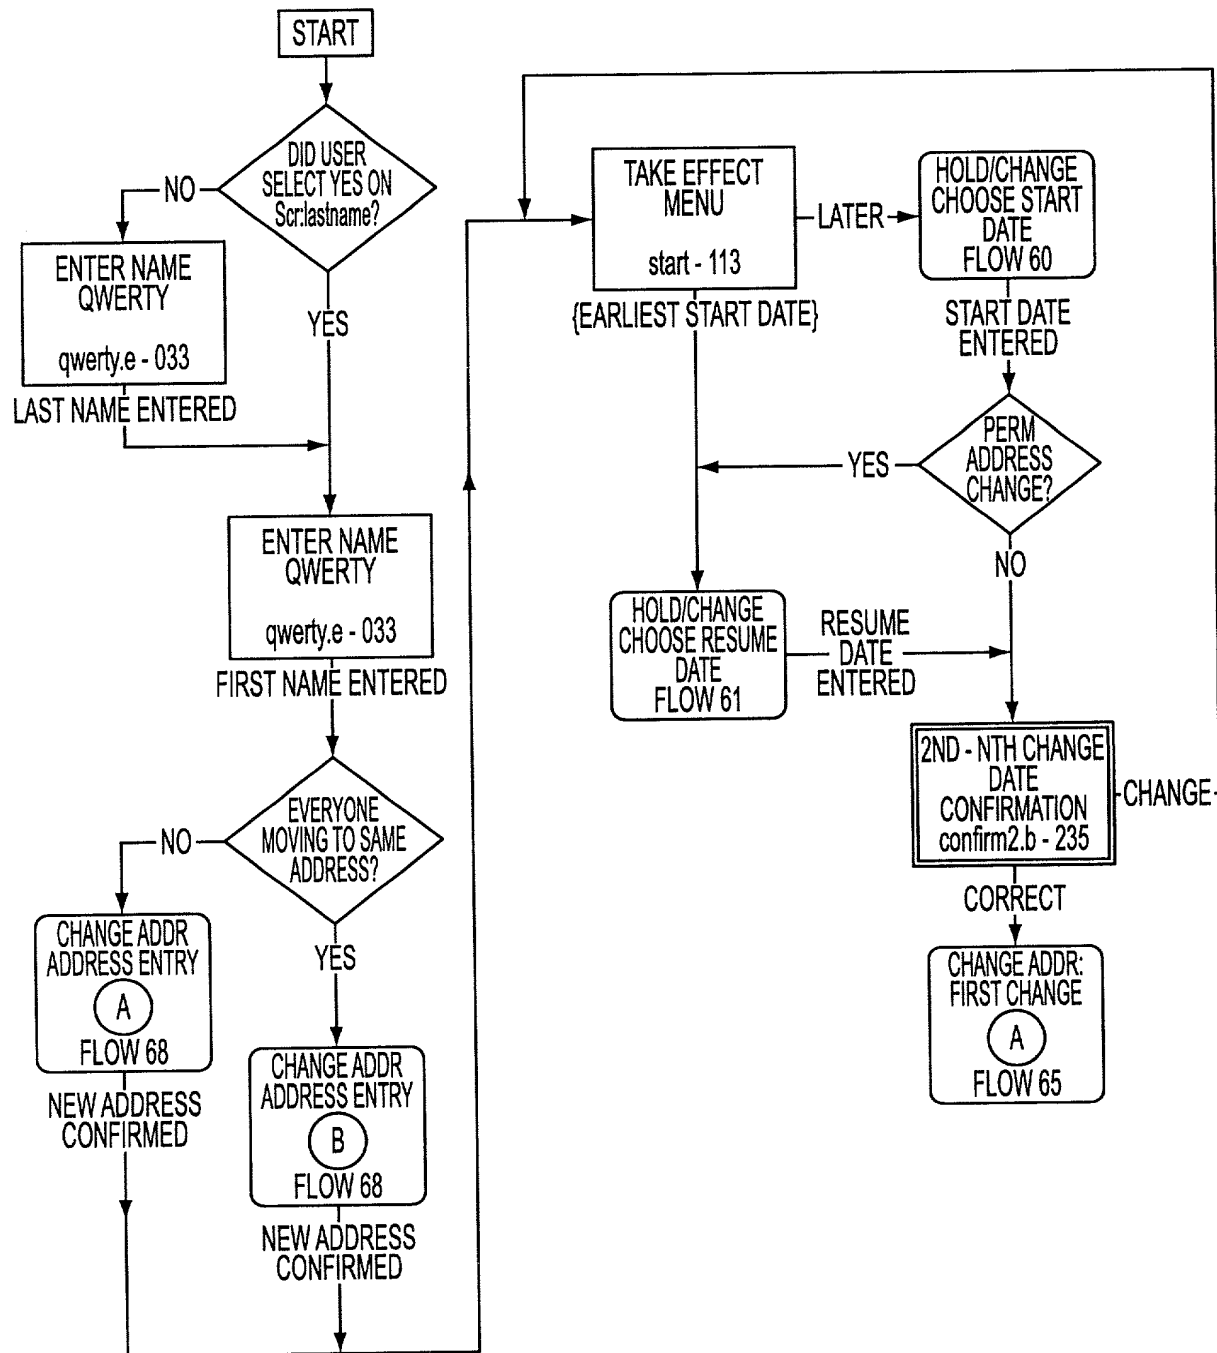 START
DID USER
SELECT YES ON
Scr:lastname?
NO
YES
ENTER NAME
QWERTY
qwerty.e - 033
LAST NAME ENTERED
ENTER NAME
QWERTY
qwerty.e - 033
FIRST NAME ENTERED
EVERYONE
MOVING TO SAME
ADDRESS?
NO
YES
CHANGE ADDR
ADDRESS ENTRY
A
FLOW 68
NEW ADDRESS
CONFIRMED
CHANGE ADDR
ADDRESS ENTRY
B
FLOW 68
NEW ADDRESS
CONFIRMED
TAKE EFFECT
MENU
start - 113
{EARLIEST START DATE}
LATER
HOLD/CHANGE
CHOOSE START
DATE
FLOW 60
START DATE
ENTERED
PERM
ADDRESS
CHANGE?
YES
NO
HOLD/CHANGE
CHOOSE RESUME
DATE
FLOW 61
RESUME
DATE
ENTERED
2ND - NTH CHANGE
DATE
CONFIRMATION
confirm2.b - 235
CHANGE
CORRECT
CHANGE ADDR:
FIRST CHANGE
A
FLOW 65